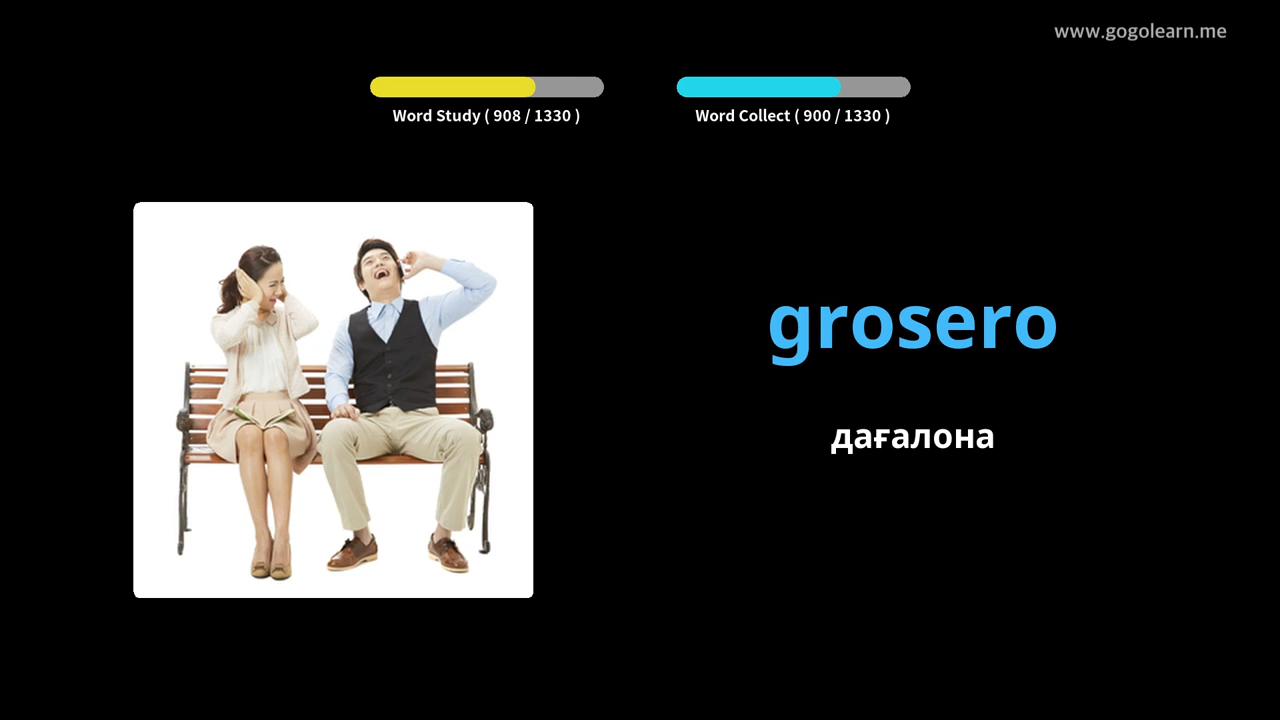 www.gogolearn.me
Word Study ( 908 / 1330 )
Word Collect ( 900 / 1330 )
grosero
дағалона